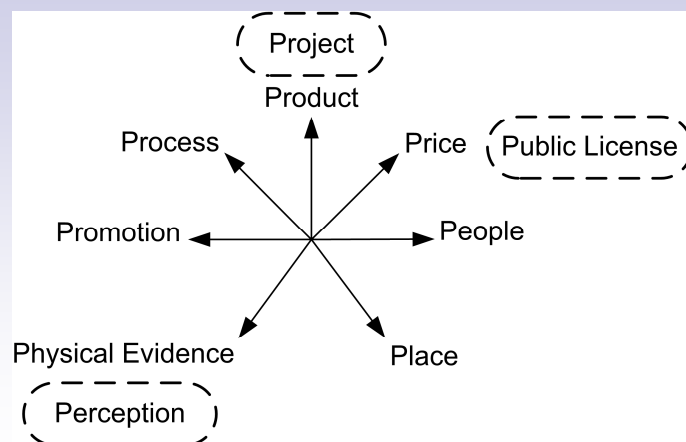 Project
Product
Process
Price
Public License
Promotion
People
Physical Evidence
Place
Perception